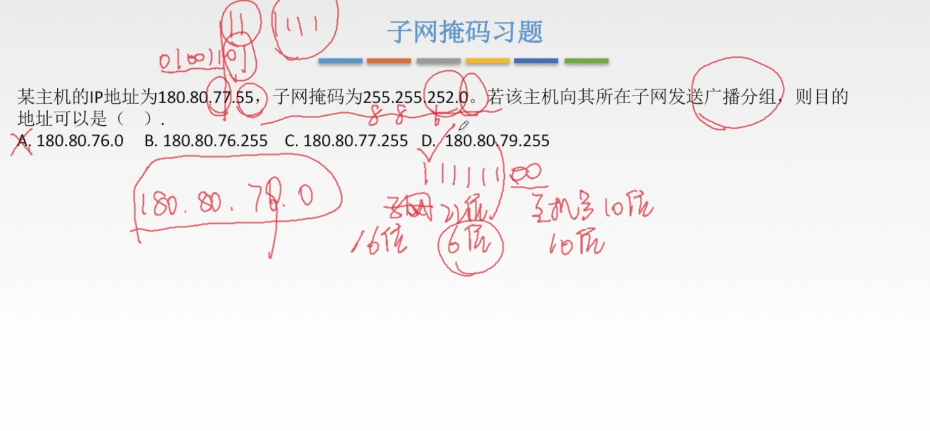 子网掩码习题
11
111
01001101
某主机的IP地址为180.80.77.55，子网掩码为255.255.252.0。若该主机向其所在子网发送广播分组，则目的
地址可以是（ ）.
8 8 6
A. 180.80.76.0 B. 180.80.76.255 C. 180.80.77.255 D. 180.80.79.255
11111100
180.80.7 .0
22位 主机号10位
16位 6位 10位